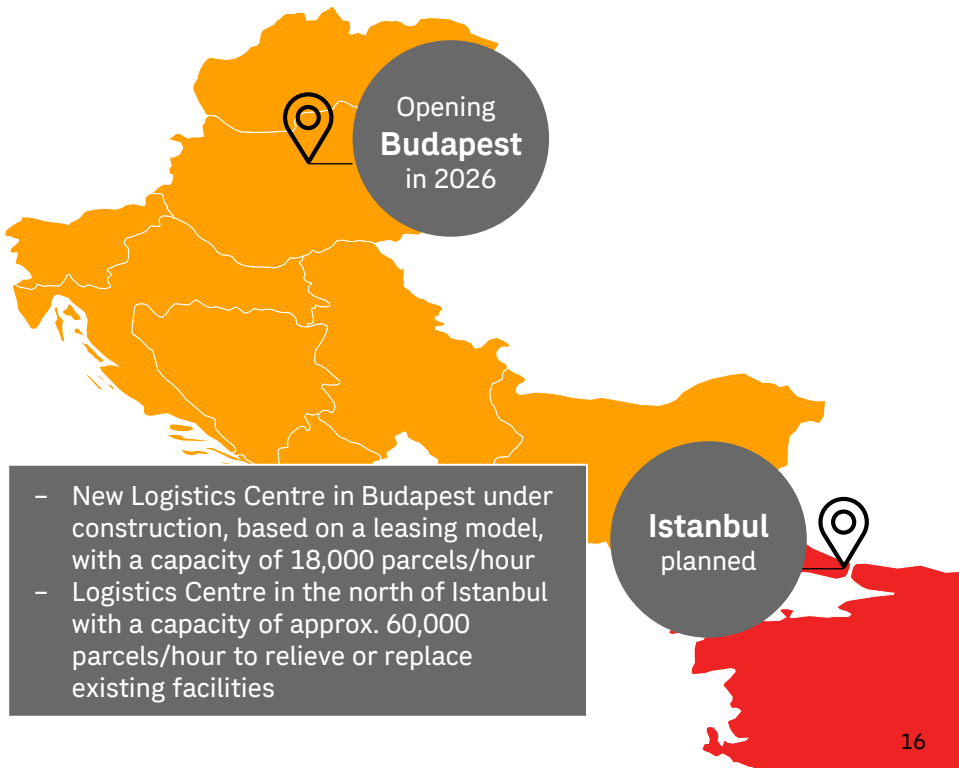 Opening
Budapest
in 2026
– New Logistics Centre in Budapest under
construction, based on a leasing model,
with a capacity of 18,000 parcels/hour
– Logistics Centre in the north of Istanbul
with a capacity of approx. 60,000
parcels/hour to relieve or replace
existing facilities
Istanbul
planned
16